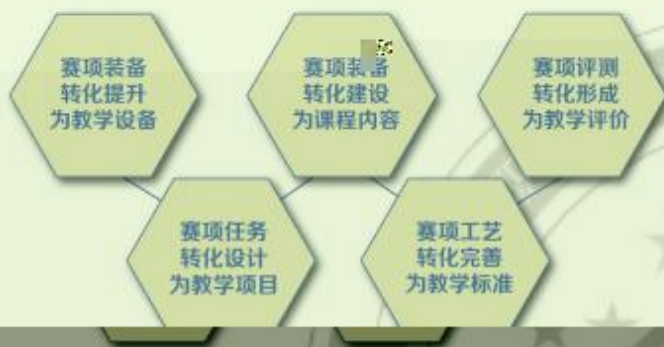 赛项装备
转化提升
为教学设备
赛项装备
转化建设
为课程内容
赛项评测
转化形成
为教学评价
赛项任务
转化设计
为教学项目
赛项工艺
转化完善
为教学标准